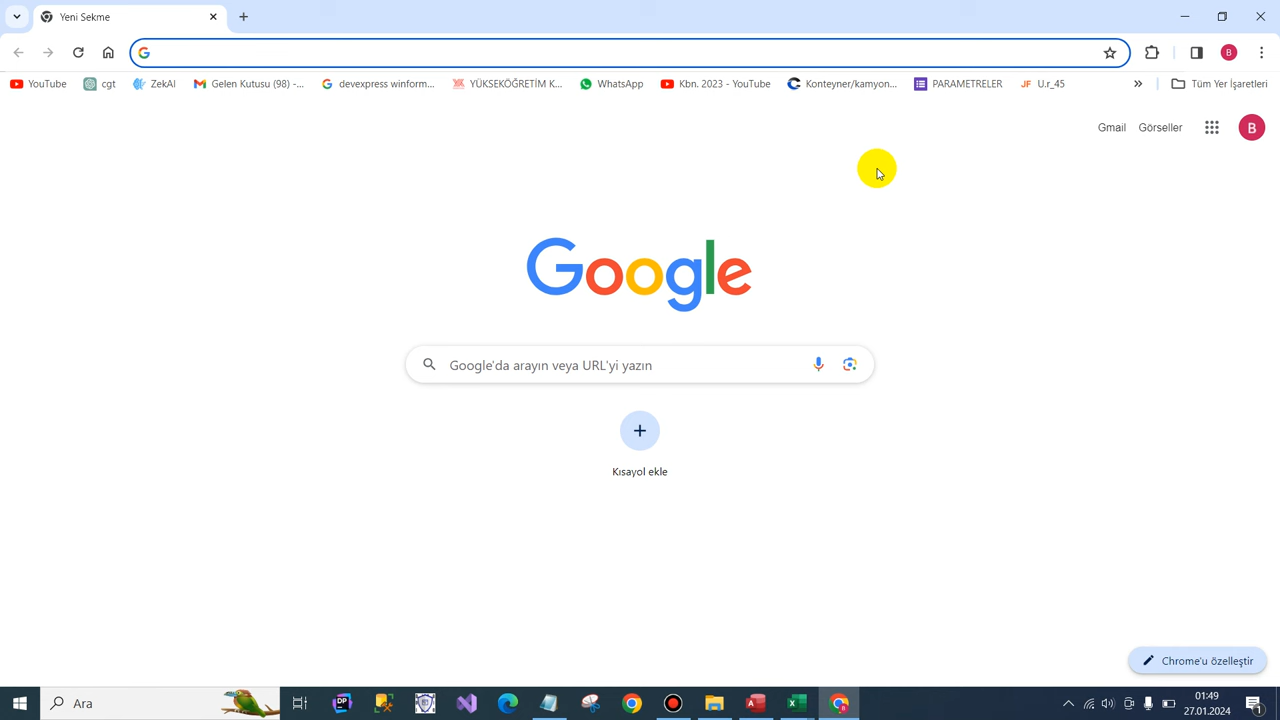 Yeni Sekme
YouTube cgt ZekAI Gelen Kutusu (98) -... devexpress winform... YÜKSEKÖĞRETİM K... WhatsApp Kbn. 2023 - YouTube Konteyner/kamyon... PARAMETRELER JF U.r_45 » Tüm Yer İşaretleri
Gmail Görseller B
Google
Google'da arayın veya URL'yi yazın
Kısayol ekle
Chrome'u özelleştir
Ara
01:49
27.01.2024